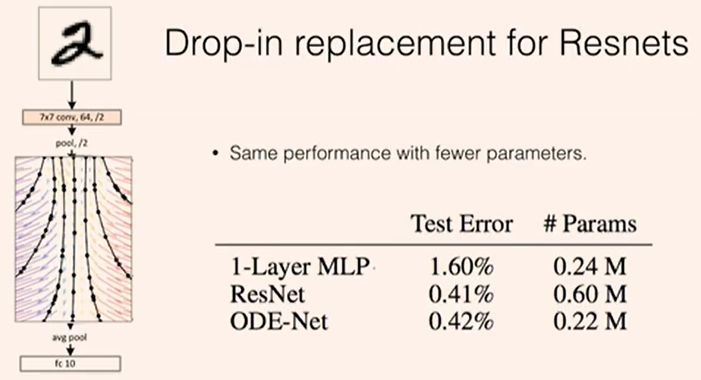 Drop-in replacement for Resnets
2
7x7 conv, 64, /2
pool, /2
avg pool
fc 10
• Same performance with fewer parameters.
Test Error # Params
1-Layer MLP 1.60% 0.24 M
ResNet 0.41% 0.60 M
ODE-Net 0.42% 0.22 M